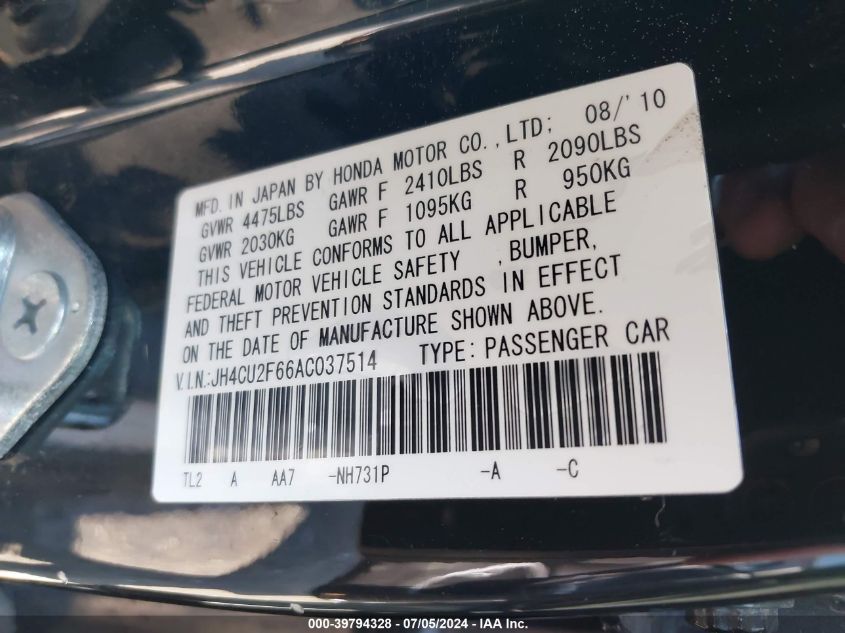 MFD. IN JAPAN BY HONDA MOTOR CO.,LTD; 08/'10
GVWR 4475LBS GAWR F 2410LBS R 2090LBS
GVWR 2030KG GAWR F 1095KG R 950KG
THIS VEHICLE CONFORMS TO ALL APPLICABLE
FEDERAL MOTOR VEHICLE SAFETY ,BUMPER,
AND THEFT PREVENTION STANDARDS IN EFFECT
ON THE DATE OF MANUFACTURE SHOWN ABOVE.
V.I.N.:JH4CU2F66AC037514 TYPE:PASSENGER CAR
TL2 A AA7 -NH731P -A -C
000-39794328 - 07/05/2024 - IAA Inc.